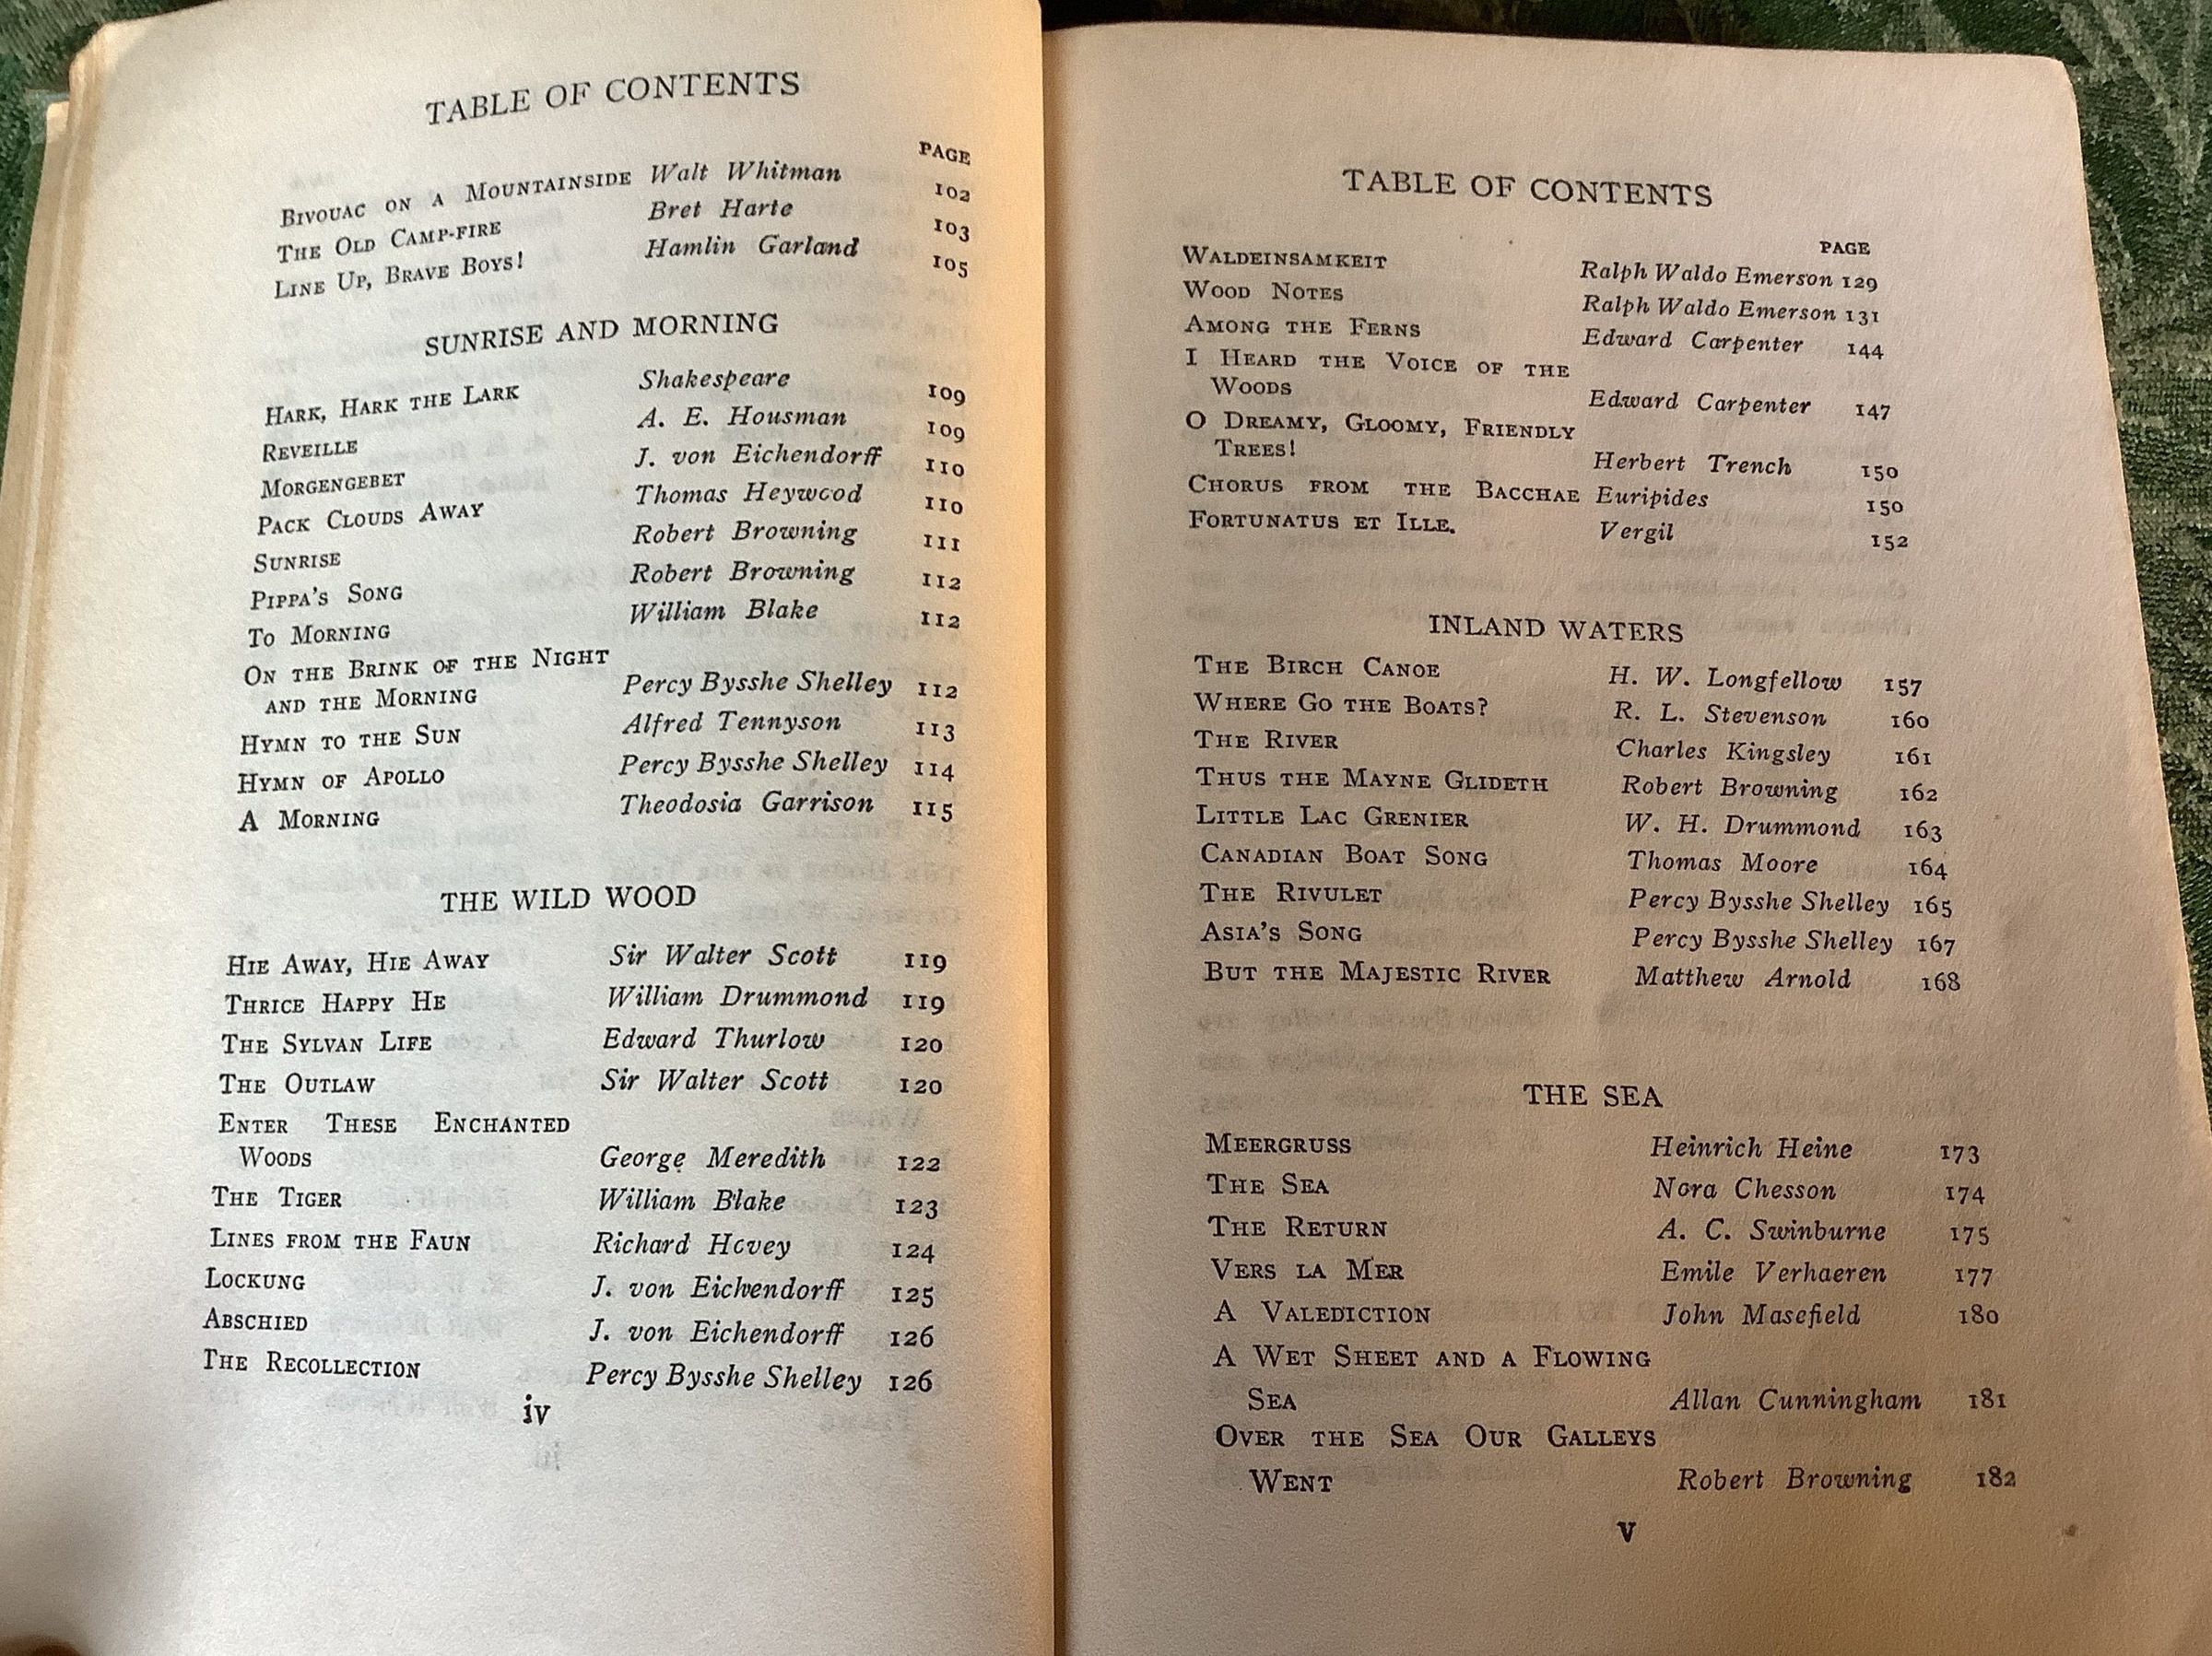 TABLE OF CONTENTS
PAGE
BIVOUAC ON A MOUNTAINSIDE Walt Whitman 102
THE OLD CAMP-FIRE Bret Harte 103
LINE UP, BRAVE BOYS! Hamlin Garland 105
SUNRISE AND MORNING
HARK, HARK THE LARK Shakespeare 109
REVEILLE A. E. Housman 109
MORGENGEBET J. von Eichendorff 110
PACK CLOUDS AWAY Thomas Heywood 110
SUNRISE Robert Browning 111
PIPPA'S SONG Robert Browning 112
TO MORNING William Blake 112
ON THE BRINK OF THE NIGHT
AND THE MORNING Percy Bysshe Shelley 112
HYMN TO THE SUN Alfred Tennyson 113
HYMN OF APOLLO Percy Bysshe Shelley 114
A MORNING Theodosia Garrison 115
THE WILD WOOD
HIE AWAY, HIE AWAY Sir Walter Scott 119
THRICE HAPPY HE William Drummond 119
THE SYLVAN LIFE Edward Thurlow 120
THE OUTLAW Sir Walter Scott 120
ENTER THESE ENCHANTED
WOODS George Meredith 122
THE TIGER William Blake 123
LINES FROM THE FAUN Richard Hovey 124
LOCKUNG J. von Eichendorff 125
ABSCHIED J. von Eichendorff 126
THE RECOLLECTION Percy Bysshe Shelley 126
iv
TABLE OF CONTENTS
PAGE
WALDEINSAMKEIT Ralph Waldo Emerson 129
WOOD NOTES Ralph Waldo Emerson 131
AMONG THE FERNS Edward Carpenter 144
I HEARD THE VOICE OF THE
WOODS Edward Carpenter 147
O DREAMY, GLOOMY, FRIENDLY
TREES! Herbert Trench 150
CHORUS FROM THE BACCHAE Euripides 150
FORTUNATUS ET ILLE. Vergil 152
INLAND WATERS
THE BIRCH CANOE H. W. Longfellow 157
WHERE GO THE BOATS? R. L. Stevenson 160
THE RIVER Charles Kingsley 161
THUS THE MAYNE GLIDETH Robert Browning 162
LITTLE LAC GRENIER W. H. Drummond 163
CANADIAN BOAT SONG Thomas Moore 164
THE RIVULET Percy Bysshe Shelley 165
ASIA'S SONG Percy Bysshe Shelley 167
BUT THE MAJESTIC RIVER Matthew Arnold 168
THE SEA
MEERGRUSS Heinrich Heine 173
THE SEA Nora Chesson 174
THE RETURN A. C. Swinburne 175
VERS LA MER Emile Verhaeren 177
A VALEDICTION John Masefield 180
A WET SHEET AND A FLOWING
SEA Allan Cunningham 181
OVER THE SEA OUR GALLEYS
WENT Robert Browning 182
v